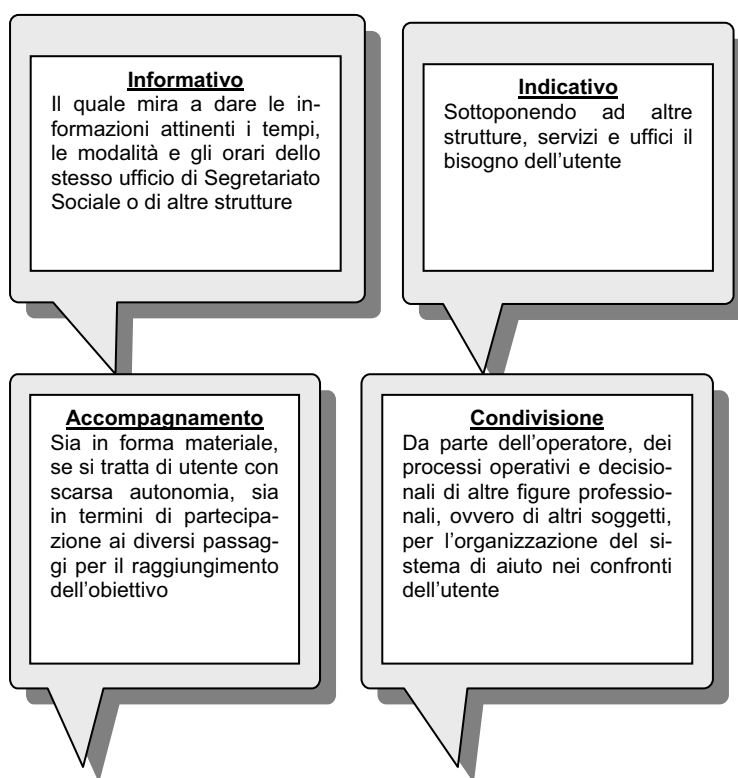 Informativo
Il quale mira a dare le in-
formazioni attinenti i tempi,
le modalità e gli orari dello
stesso ufficio di Segretariato
Sociale o di altre strutture
Indicativo
Sottoponendo ad altre
strutture, servizi e uffici il
bisogno dell'utente
Accompagnamento
Sia in forma materiale,
se si tratta di utente con
scarsa autonomia, sia
in termini di partecipa-
zione ai diversi passag-
gi per il raggiungimento
dell'obiettivo
Condivisione
Da parte dell'operatore, dei
processi operativi e decisio-
nali di altre figure professio-
nali, ovvero di altri soggetti,
per l'organizzazione del si-
stema di aiuto nei confronti
dell'utente